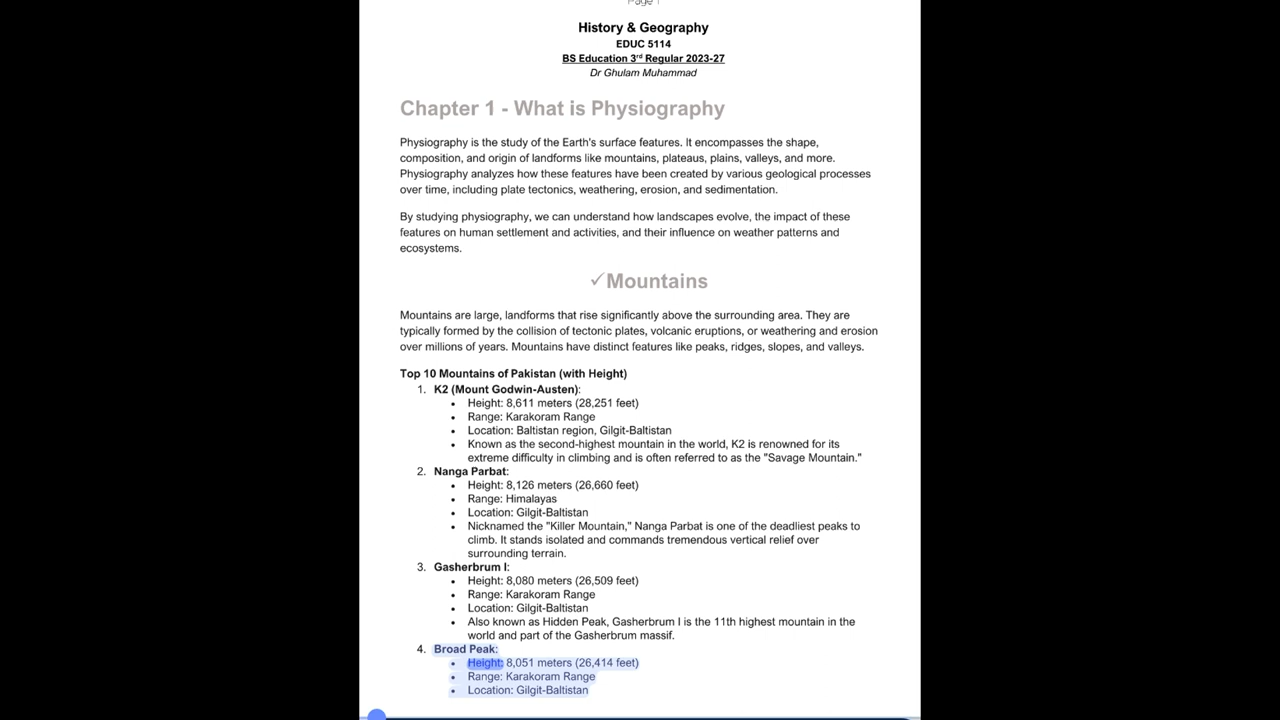 Page 1
History & Geography
EDUC 5114
BS Education 3rd Regular 2023-27
Dr Ghulam Muhammad
Chapter 1 - What is Physiography
Physiography is the study of the Earth's surface features. It encompasses the shape,
composition, and origin of landforms like mountains, plateaus, plains, valleys, and more.
Physiography analyzes how these features have been created by various geological processes
over time, including plate tectonics, weathering, erosion, and sedimentation.
By studying physiography, we can understand how landscapes evolve, the impact of these
features on human settlement and activities, and their influence on weather patterns and
ecosystems.
✓Mountains
Mountains are large, landforms that rise significantly above the surrounding area. They are
typically formed by the collision of tectonic plates, volcanic eruptions, or weathering and erosion
over millions of years. Mountains have distinct features like peaks, ridges, slopes, and valleys.
Top 10 Mountains of Pakistan (with Height)
1. K2 (Mount Godwin-Austen):
• Height: 8,611 meters (28,251 feet)
• Range: Karakoram Range
• Location: Baltistan region, Gilgit-Baltistan
• Known as the second-highest mountain in the world, K2 is renowned for its
extreme difficulty in climbing and is often referred to as the "Savage Mountain."
2. Nanga Parbat:
• Height: 8,126 meters (26,660 feet)
• Range: Himalayas
• Location: Gilgit-Baltistan
• Nicknamed the "Killer Mountain," Nanga Parbat is one of the deadliest peaks to
climb. It stands isolated and commands tremendous vertical relief over
surrounding terrain.
3. Gasherbrum I:
• Height: 8,080 meters (26,509 feet)
• Range: Karakoram Range
• Location: Gilgit-Baltistan
• Also known as Hidden Peak, Gasherbrum I is the 11th highest mountain in the
world and part of the Gasherbrum massif.
4. Broad Peak:
• Height: 8,051 meters (26,414 feet)
• Range: Karakoram Range
• Location: Gilgit-Baltistan